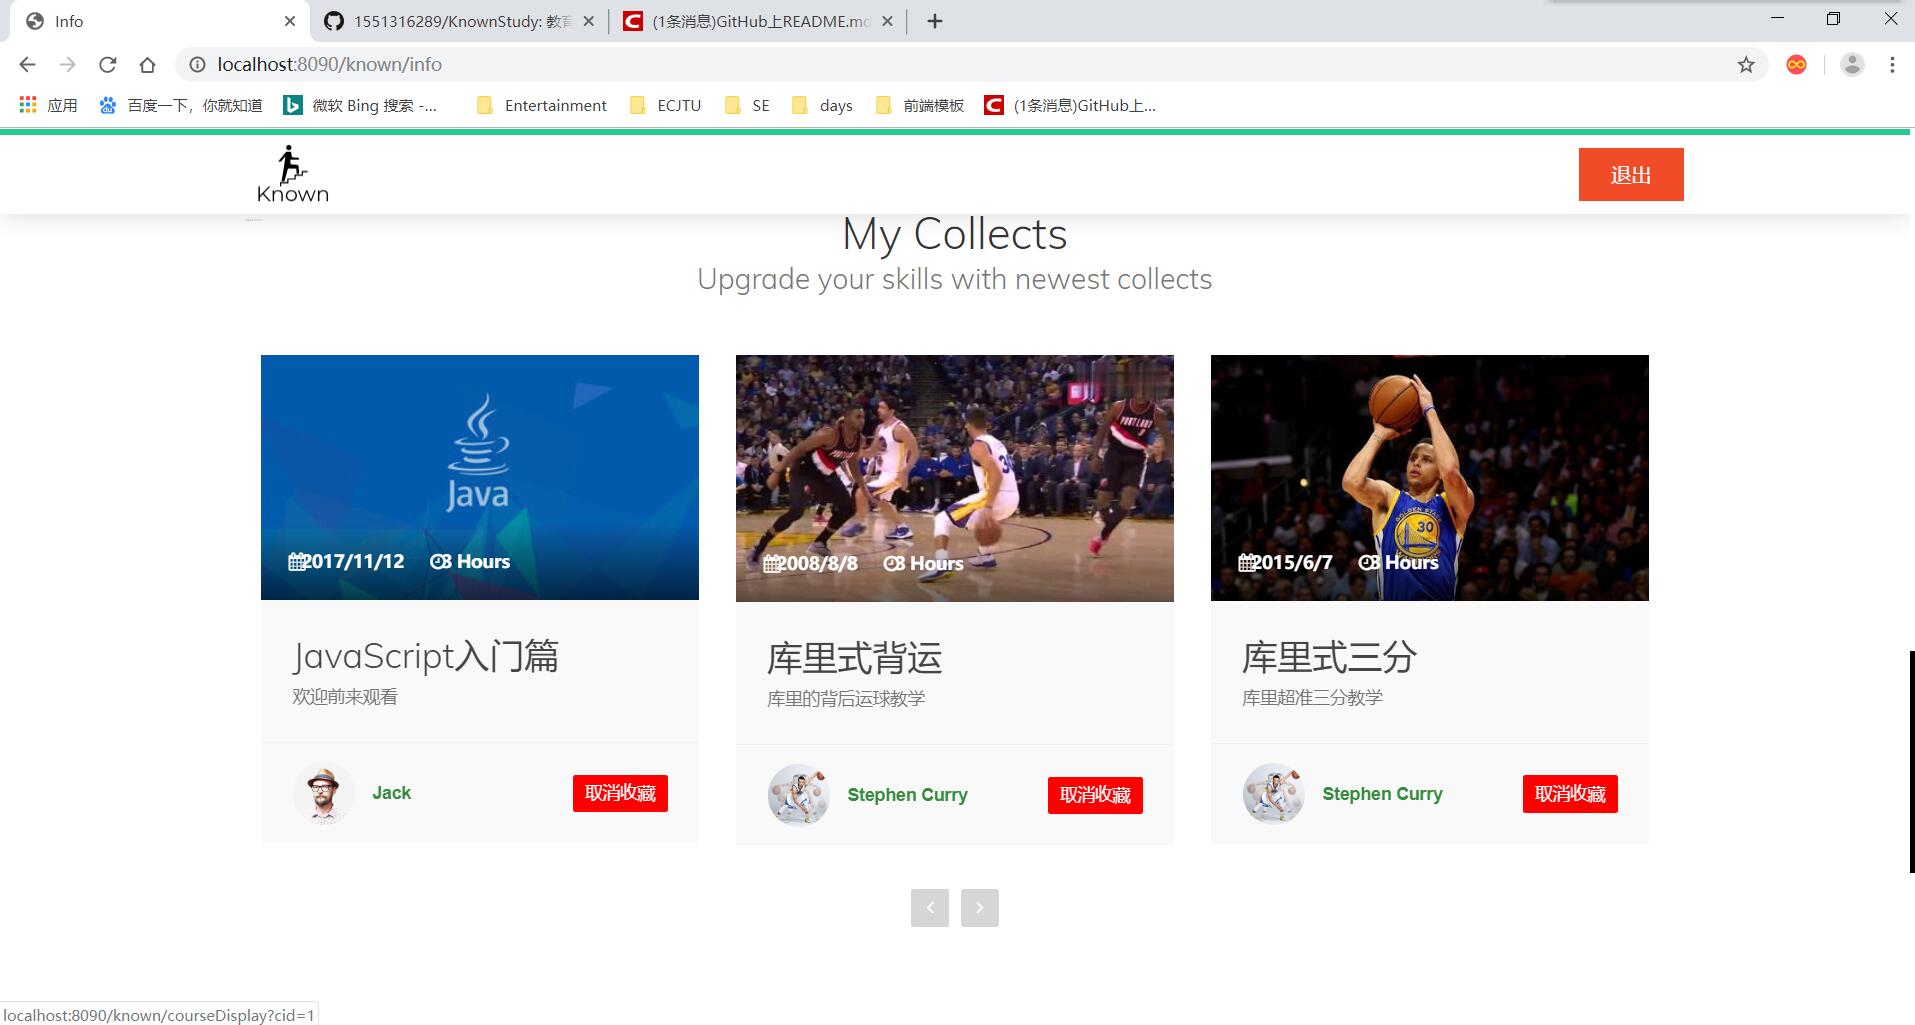 Info
1551316289/KnownStudy: 教育
(1条消息)GitHub上README.md
localhost:8090/known/info
应用
百度一下，你就知道
微软 Bing 搜索 -...
Entertainment
ECJTU
SE
days
前端模板
(1条消息)GitHub上...
Known
退出
My Collects
Upgrade your skills with newest collects
Java
2017/11/12
3 Hours
PORTLAND
30
2008/8/8
3 Hours
GOLDEN STATE
30
2015/6/7
3 Hours
JavaScript入门篇
欢迎前来观看
库里式背运
库里的背后运球教学
库里式三分
库里超准三分教学
Jack
取消收藏
Stephen Curry
取消收藏
Stephen Curry
取消收藏
localhost:8090/known/courseDisplay?cid=1